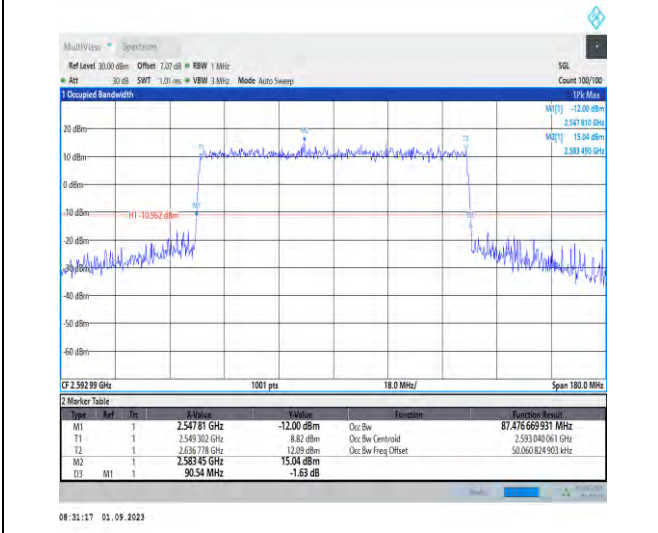 MultiView Spectrum
Ref Level 30.00 dBm Offset 7.07 dB RBW 1 MHz SGL
Att 30 dB SWT 1.01 ms VBW 3 MHz Mode Auto Sweep Count 100/100
1 Occupied Bandwidth 1Pk Max
M1[1] -12.00 dBm
2.547 810 GHz
M2[1] 15.04 dBm
2.583 450 GHz
20 dBm
M2
T1
T2
10 dBm
0 dBm
M1
-10 dBm
H1 -10.962 dBm
D3
-20 dBm
-30 dBm
-40 dBm
-50 dBm
-60 dBm
CF 2.592 99 GHz 1001 pts 18.0 MHz/ Span 180.0 MHz
2 Marker Table
Type Ref Trc X-Value Y-Value Function Function Result
M1 1 2.547 81 GHz -12.00 dBm Occ Bw 87.476 669 931 MHz
T1 1 2.549 302 GHz 8.82 dBm Occ Bw Centroid 2.593 040 061 GHz
T2 1 2.636 778 GHz 12.09 dBm Occ Bw Freq Offset 50.060 824 903 kHz
M2 1 2.583 45 GHz 15.04 dBm
D3 M1 1 90.54 MHz -1.63 dB
08:31:17 01.09.2023